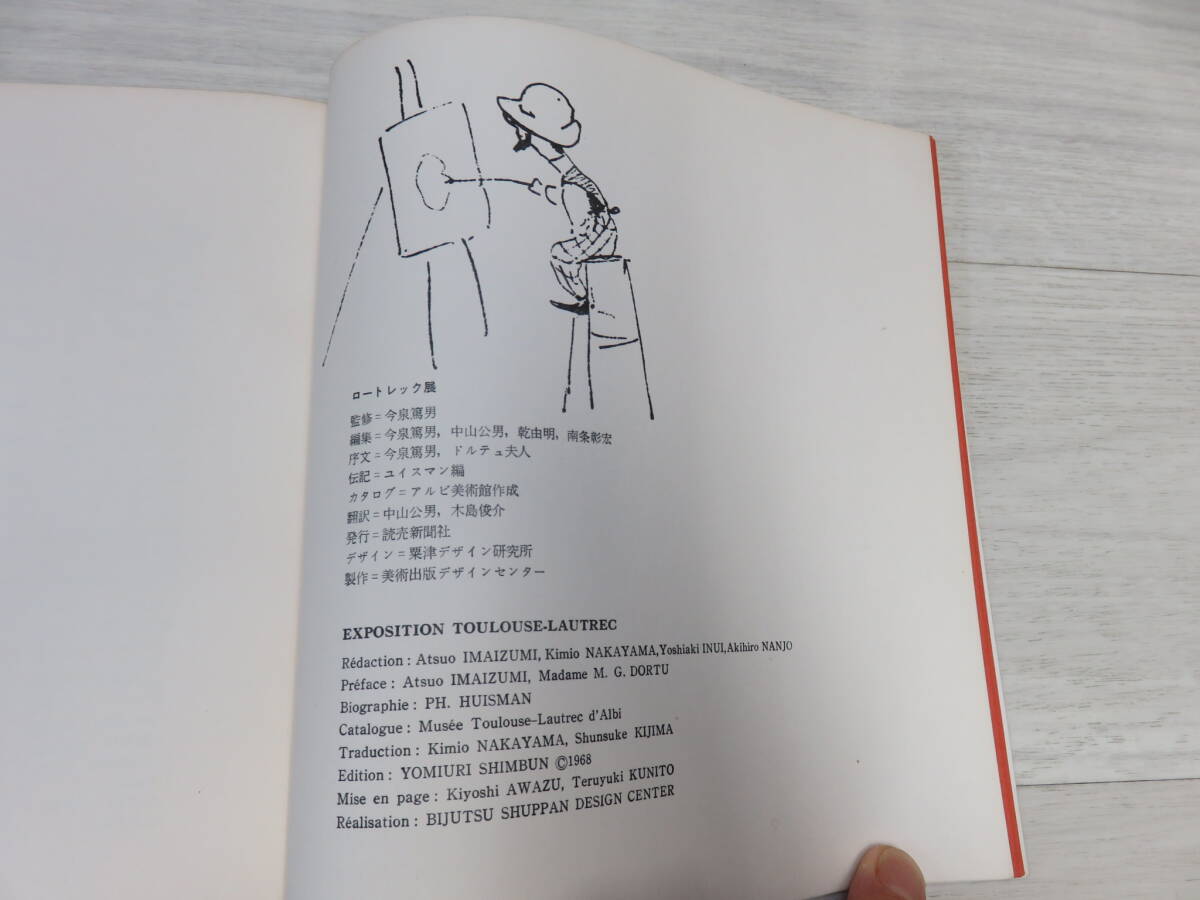 ロートレック展
監修=今泉篤男
編集=今泉篤男, 中山公男, 乾由明, 南条彰宏
序文=今泉篤男, ドルテュ夫人
伝記=ユイスマン編
カタログ=アルビ美術館作成
翻訳=中山公男, 木島俊介
発行=読売新聞社
デザイン=粟津デザイン研究所
製作=美術出版デザインセンター
EXPOSITION TOULOUSE-LAUTREC
Rédaction : Atsuo IMAIZUMI, Kimio NAKAYAMA, Yoshiaki INUI, Akihiro NANJO
Préface : Atsuo IMAIZUMI, Madame M. G. DORTU
Biographie : PH. HUISMAN
Catalogue : Musée Toulouse-Lautrec d'Albi
Traduction : Kimio NAKAYAMA, Shunsuke KIJIMA
Edition : YOMIURI SHIMBUN ©1968
Mise en page : Kiyoshi AWAZU, Teruyuki KUNITO
Réalisation : BIJUTSU SHUPPAN DESIGN CENTER